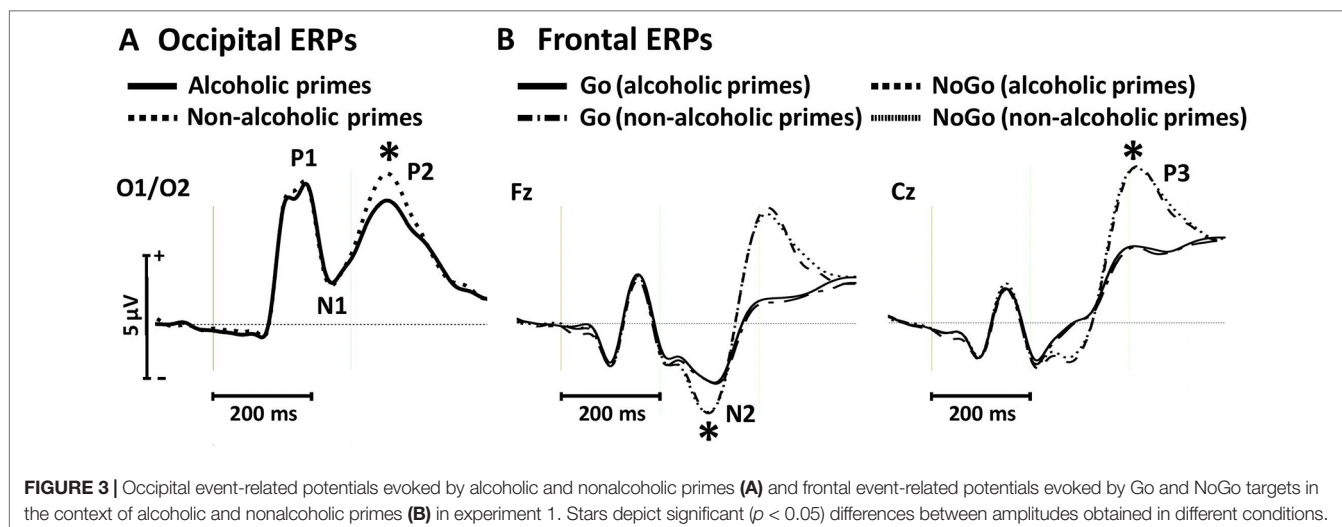 A Occipital ERPs
Alcoholic primes
Non-alcoholic primes
O1/O2
P1
*
P2
N1
+
5 µV
-
200 ms
B Frontal ERPs
Go (alcoholic primes)
NoGo (alcoholic primes)
Go (non-alcoholic primes)
NoGo (non-alcoholic primes)
Fz
N2
*
200 ms
Cz
*
P3
200 ms
FIGURE 3 | Occipital event-related potentials evoked by alcoholic and nonalcoholic primes (A) and frontal event-related potentials evoked by Go and NoGo targets in
the context of alcoholic and nonalcoholic primes (B) in experiment 1. Stars depict significant (p < 0.05) differences between amplitudes obtained in different conditions.